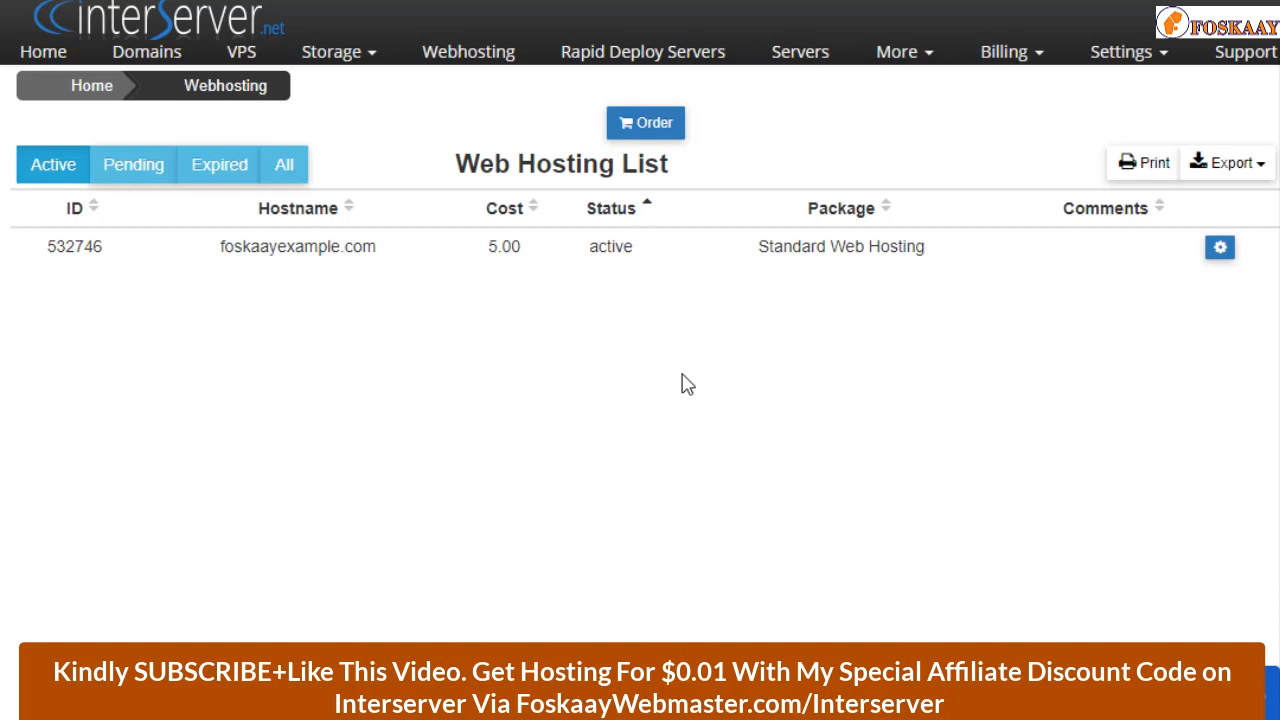 interServer.net
FOSKAAY
Home Domains VPS Storage Webhosting Rapid Deploy Servers Servers More Billing Settings Support
Home Webhosting
Order
Active Pending Expired All Web Hosting List Print Export
ID Hostname Cost Status Package Comments
532746 foskaayexample.com 5.00 active Standard Web Hosting
Kindly SUBSCRIBE+Like This Video. Get Hosting For $0.01 With My Special Affiliate Discount Code on
Interserver Via FoskaayWebmaster.com/Interserver